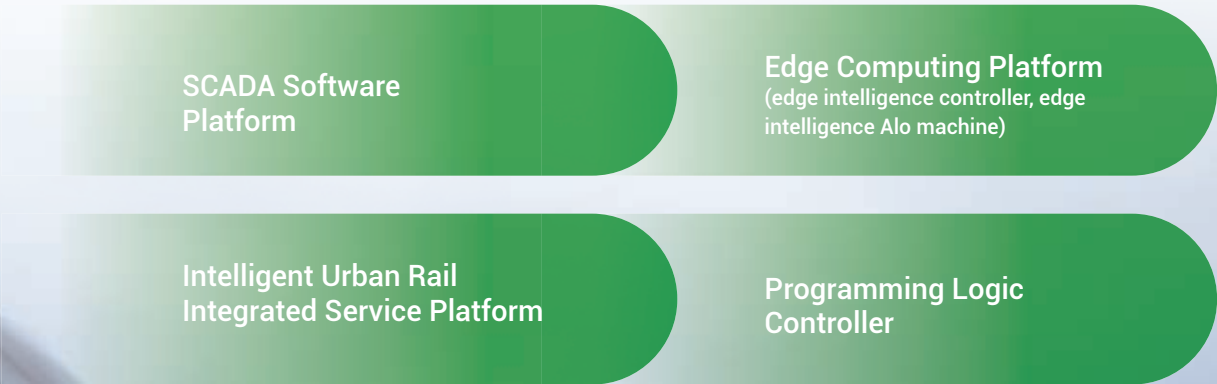 SCADA Software
Platform
Edge Computing Platform
(edge intelligence controller, edge
intelligence Alo machine)
Intelligent Urban Rail
Integrated Service Platform
Programming Logic
Controller